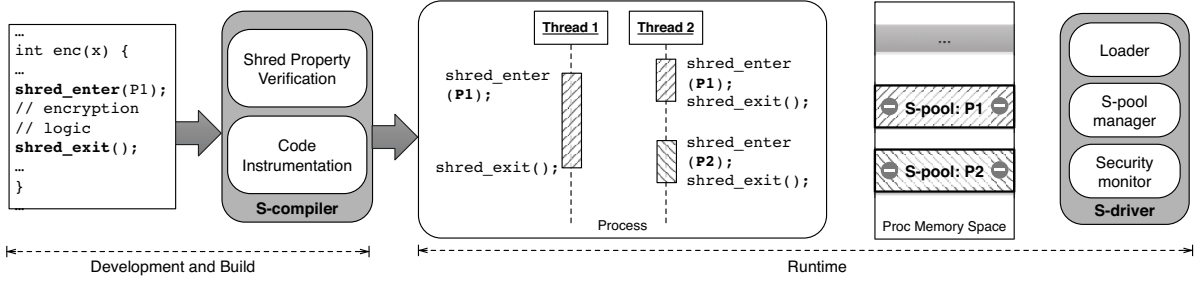 …
int enc(x) {
…
shred_enter(P1);
// encryption
// logic
shred_exit();
…
}
…
Shred Property
Verification
Code
Instrumentation
S-compiler
Development and Build
Thread 1
shred_enter
(P1);
shred_exit();
Thread 2
shred_enter
(P1);
shred_exit();
shred_enter
(P2);
shred_exit();
Process
...
S-pool: P1
S-pool: P2
Proc Memory Space
Loader
S-pool
manager
Security
monitor
S-driver
Runtime